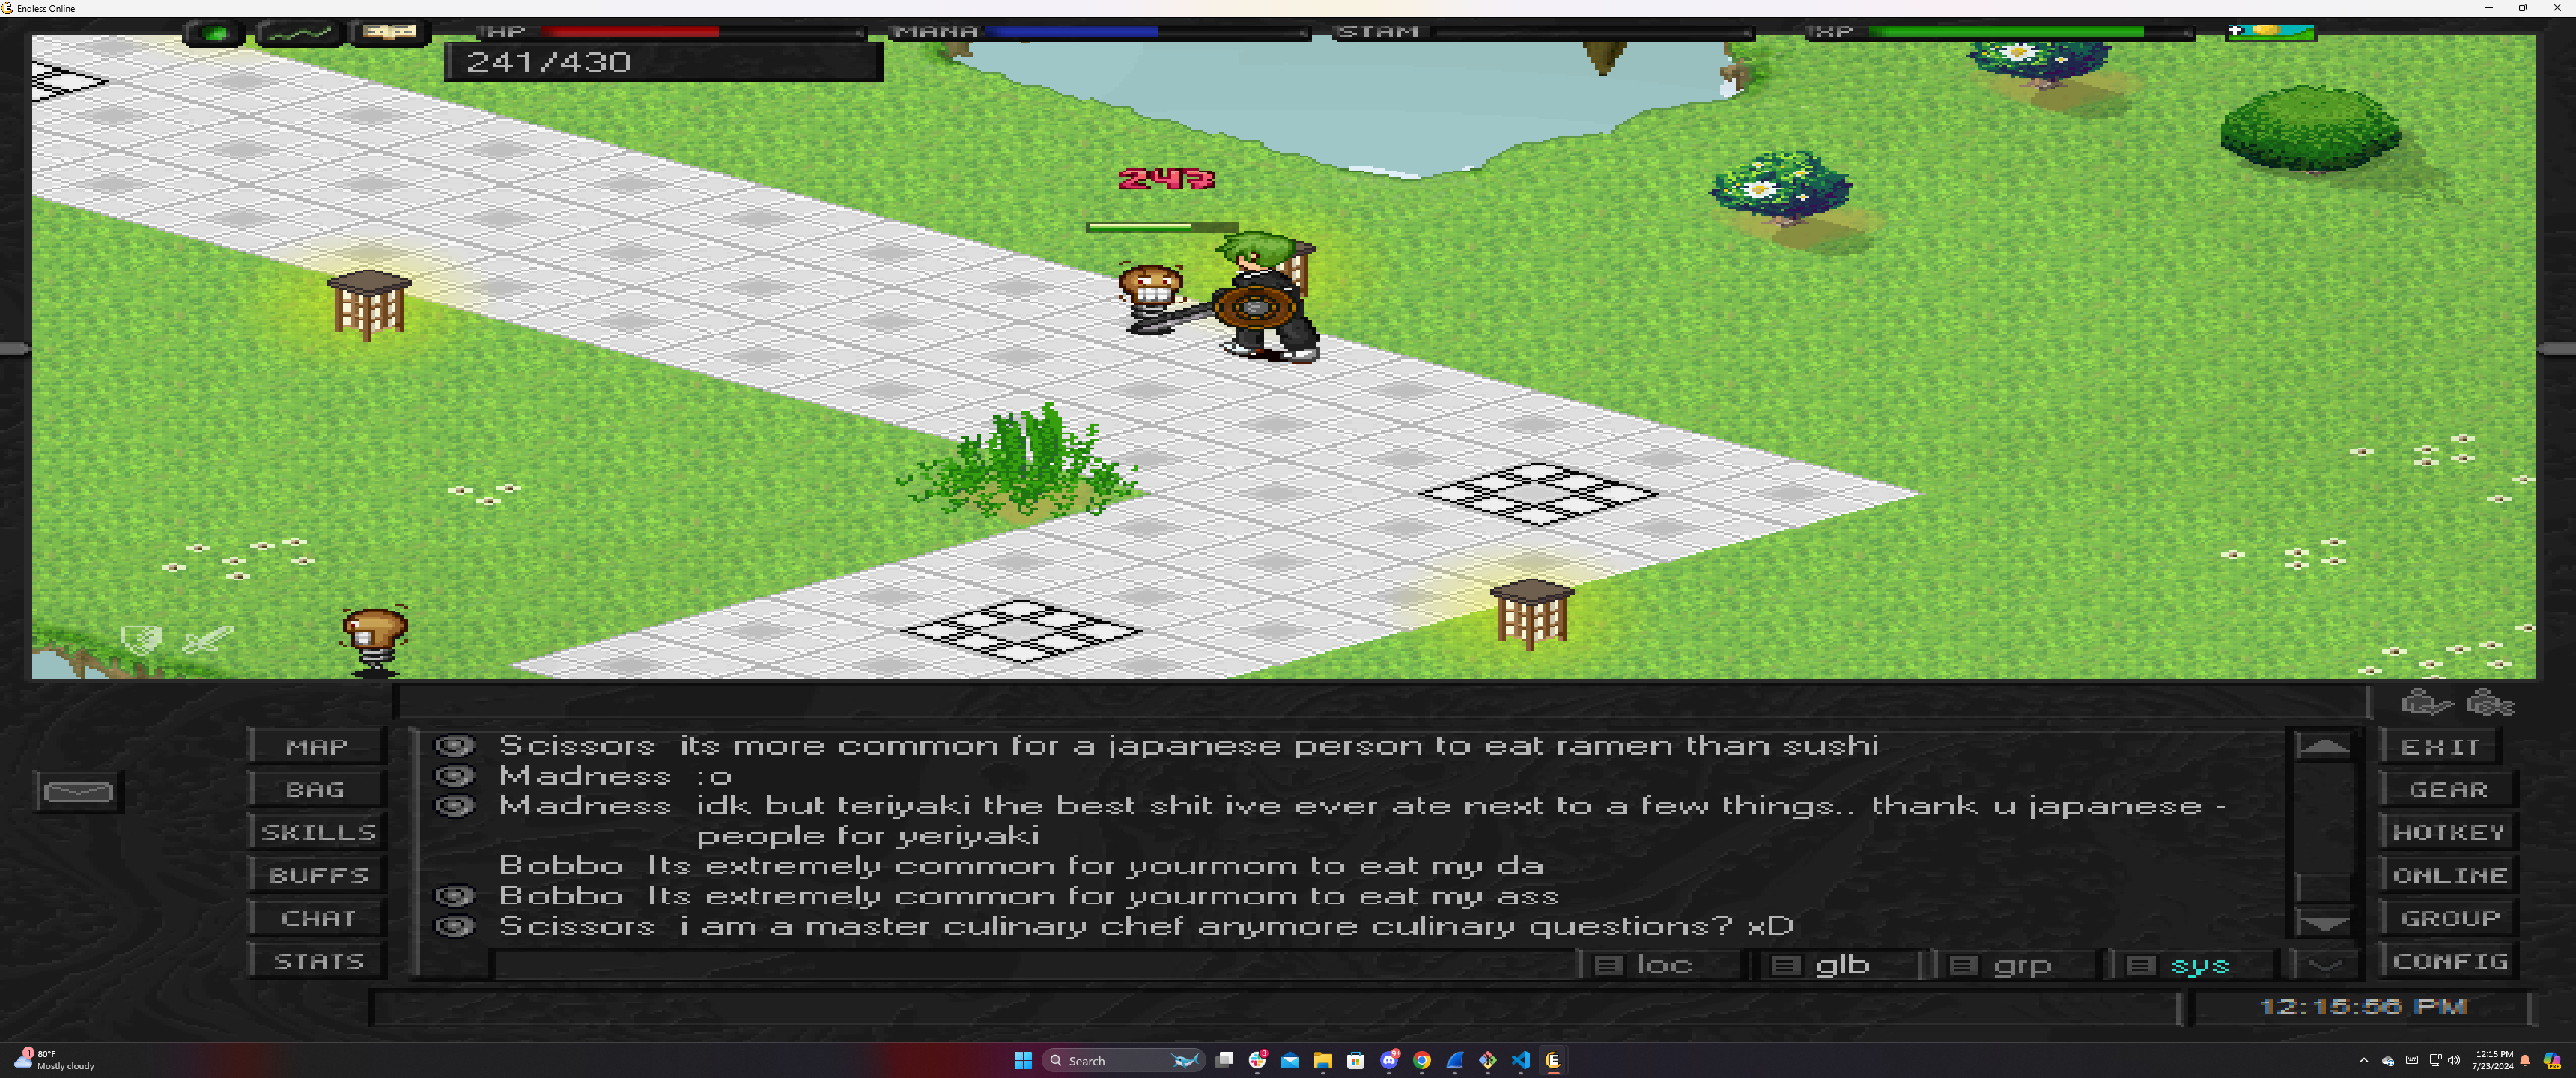 Endless Online
HP
MANA
STAM
XP
241/430
MAP
BAG
SKILLS
BUFFS
CHAT
STATS
Scissors its more common for a japanese person to eat ramen than sushi
Madness :o
Madness idk but teriyaki the best shit ive ever ate next to a few things.. thank u japanese -
people for yeriyaki
Bobbo Its extremely common for yourmom to eat my da
Bobbo Its extremely common for yourmom to eat my ass
Scissors i am a master culinary chef anymore culinary questions? xD
loc
glb
grp
sys
EXIT
GEAR
HOTKEY
ONLINE
GROUP
CONFIG
12:15:56 PM
1
80°F
Mostly cloudy
Search
3
9+
12:15 PM
7/23/2024